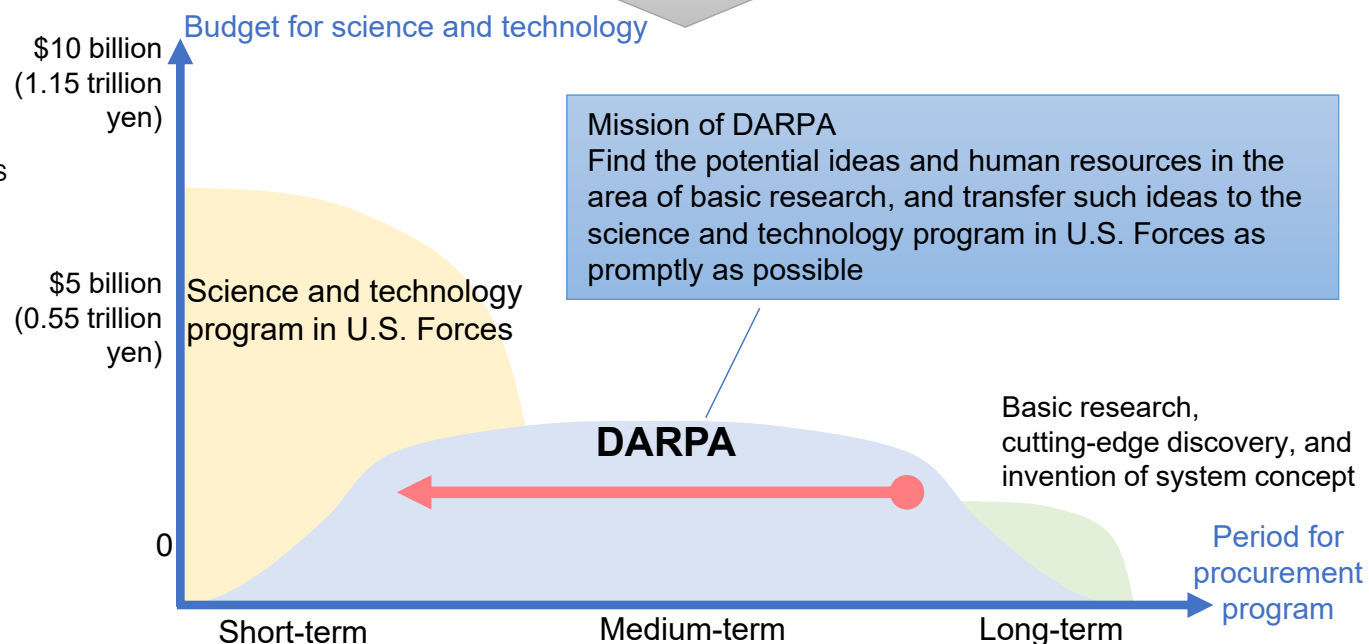 Budget for science and technology
$10 billion
(1.15 trillion
yen)
s
Mission of DARPA
Find the potential ideas and human resources in the
area of basic research, and transfer such ideas to the
science and technology program in U.S. Forces as
promptly as possible
$5 billion
(0.55 trillion
yen)
Science and technology
program in U.S. Forces
DARPA
Basic research,
cutting-edge discovery, and
invention of system concept
0
Period for
procurement
program
Short-term
Medium-term
Long-term